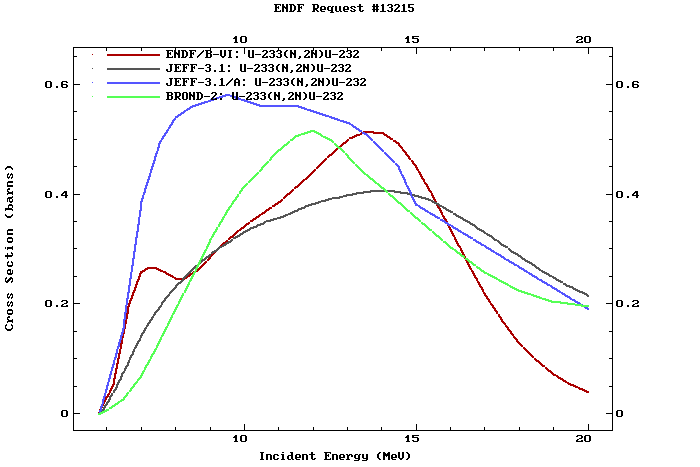 ENDF Request #13215
10 15 20
ENDF/B-VI: U-233(N,2N)U-232
JEFF-3.1: U-233(N,2N)U-232
JEFF-3.1/A: U-233(N,2N)U-232
BROND-2: U-233(N,2N)U-232
0.6 0.6
0.4 0.4
0.2 0.2
0 0
Cross Section (barns)
10 15 20
Incident Energy (MeV)